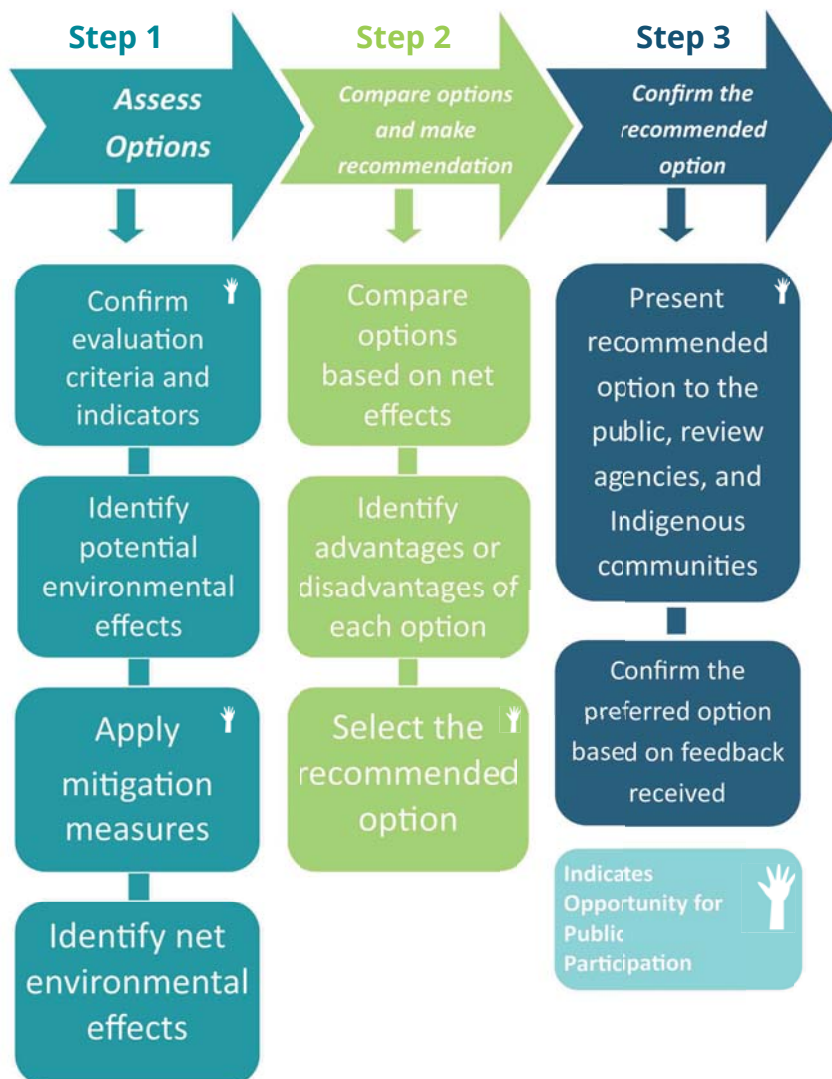 Step 1
Assess
Options
Confirm
evaluation
criteria and
indicators
Identify
potential
environmental
effects
Apply
mitigation
measures
Identify net
environmental
effects
Step 2
Compare options
and make
recommendation
Compare
options
based on net
effects
Identify
advantages or
disadvantages of
each option
Select the
recommended
option
Step 3
Confirm the
recommended
option
Present
recommended
option to the
public, review
agencies, and
Indigenous
communities
Confirm the
preferred option
based on feedback
received
Indicates
Opportunity for
Public
Participation